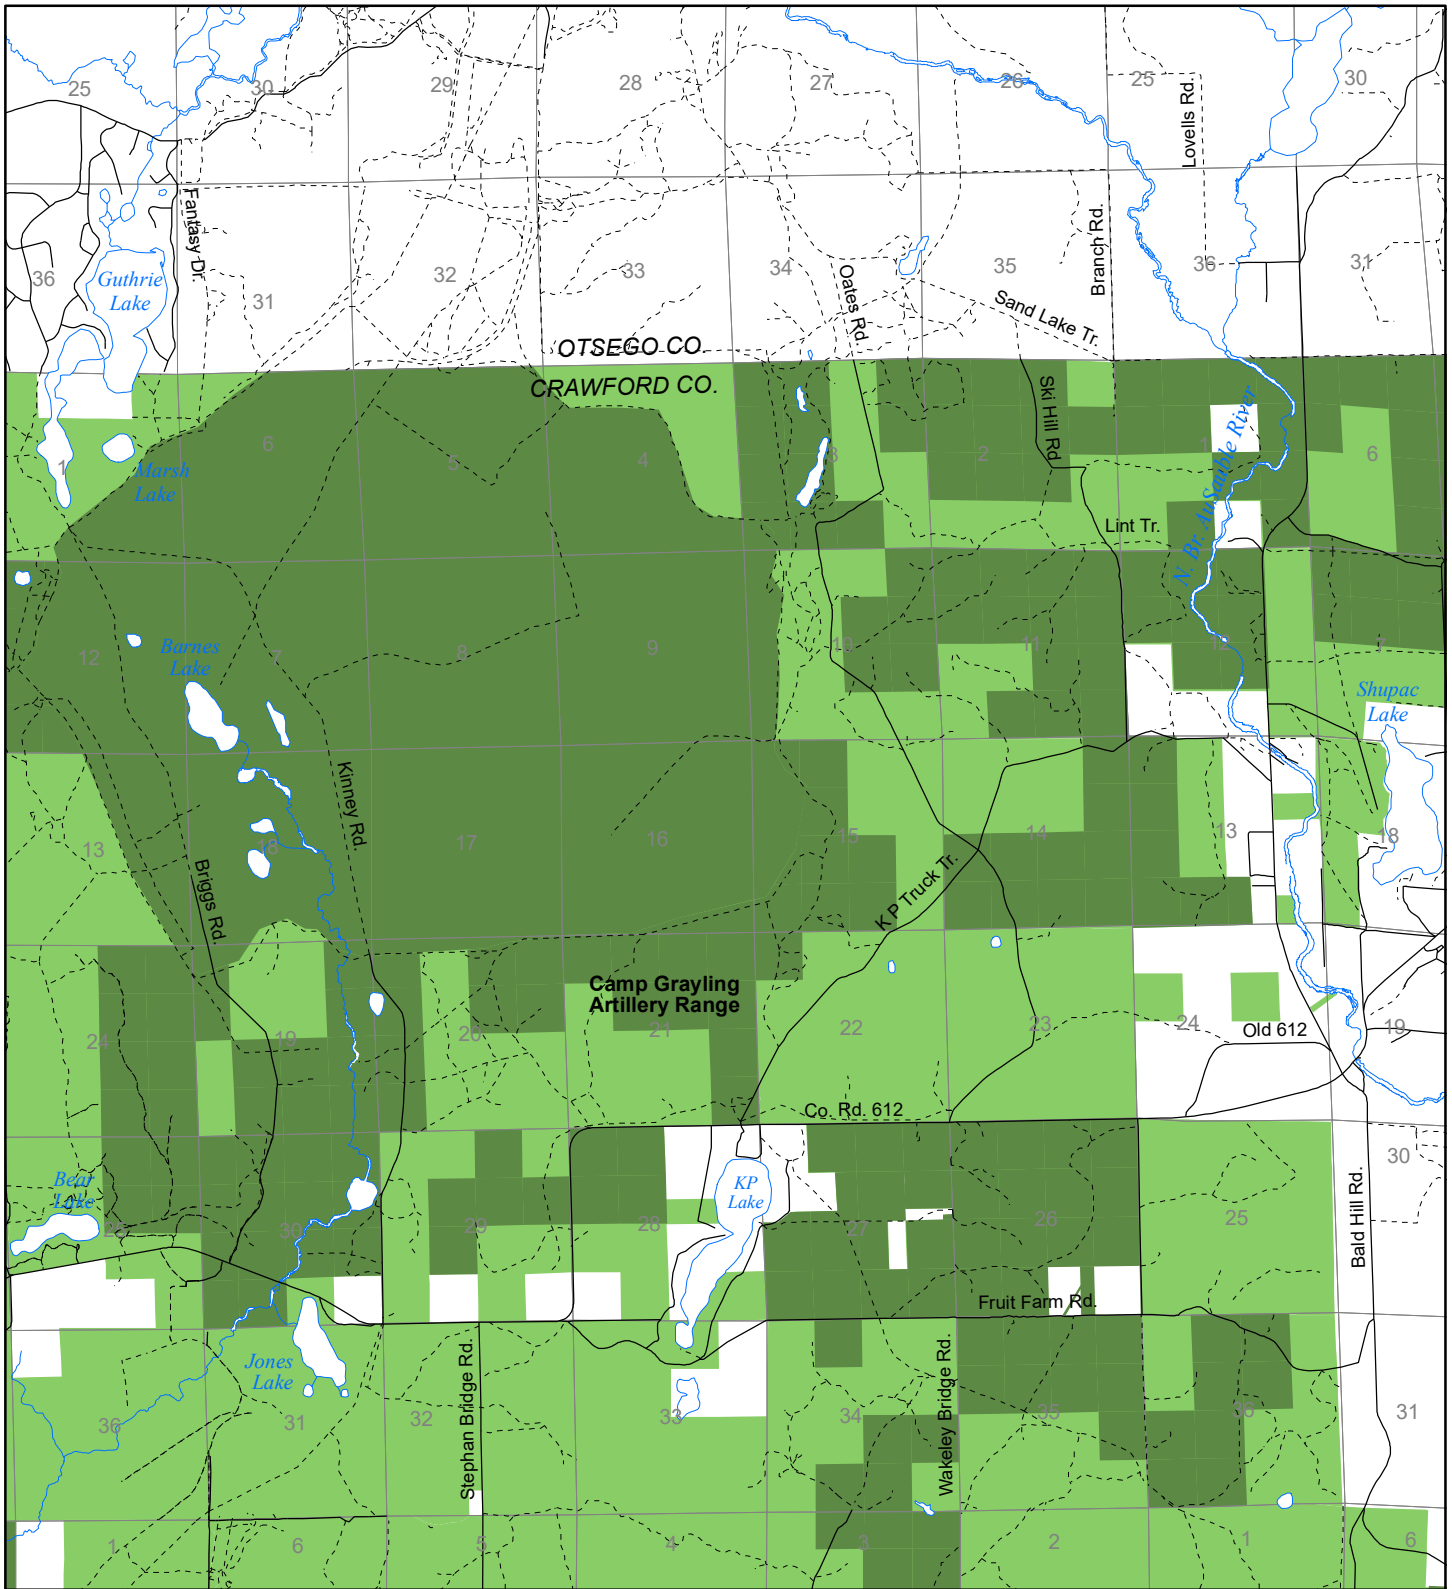 25
30
29
28
27
26
25
30
Lovells Rd.
Fantasy Dr.
Branch Rd.
36
Guthrie
Lake
31
32
33
34
Oates Rd.
35
36
31
Sand Lake Tr.
OTSEGO CO.
CRAWFORD CO.
Ski Hill Rd
N. Br. AuSauble River
1
Marsh
Lake
6
5
4
3
2
1
6
Lint Tr.
12
Barnes
Lake
7
8
9
10
11
12
7
Shupac
Lake
Kinney Rd.
13
18
17
16
15
14
13
18
Briggs Rd.
K P Truck Tr.
Camp Grayling
Artillery Range
24
19
20
21
22
23
24
19
Old 612
Co. Rd. 612
Bear
Lake
25
30
29
28
KP
Lake
27
26
25
30
Bald Hill Rd.
Fruit Farm Rd.
Jones
Lake
36
31
32
Stephan Bridge Rd.
33
34
Wakeley Bridge Rd.
35
36
31
1
6
5
4
3
2
1
6